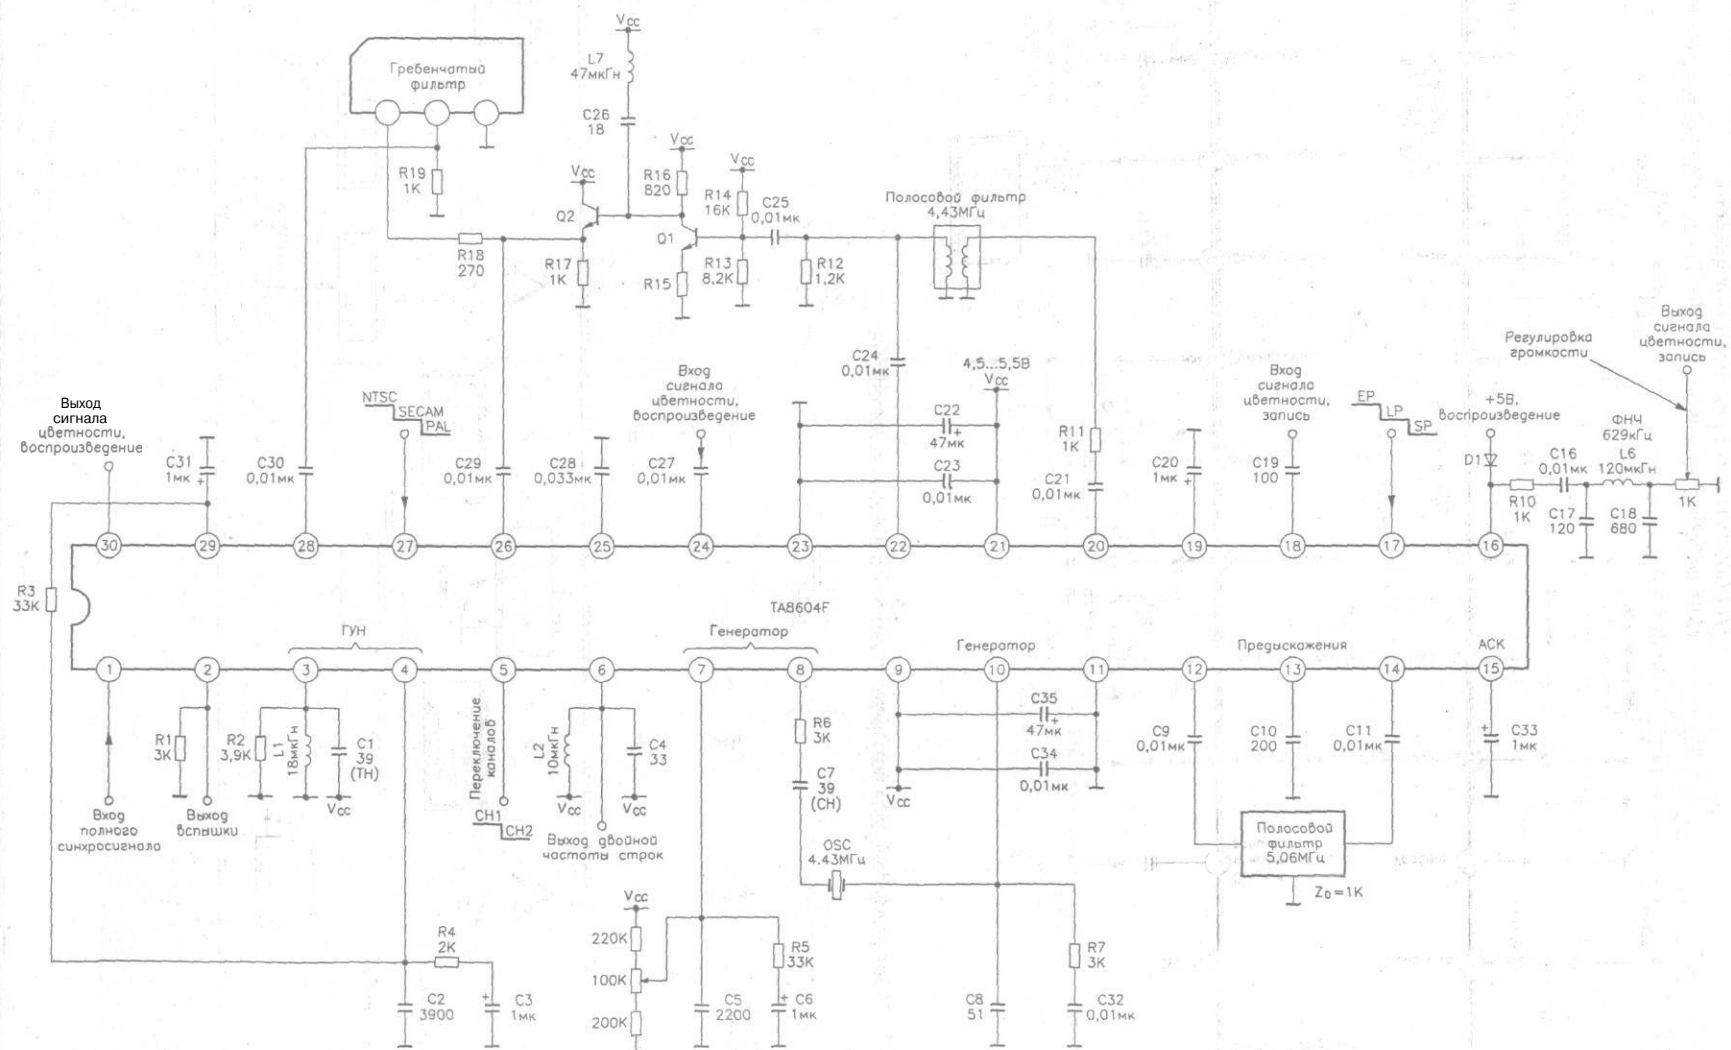 Гребенчатый
фильтр
Vcc
L7
47мкГн
C26
18
Vcc
R16
820
Vcc
R14
16K
C25
0,01мк
Полосовой фильтр
4,43МГц
R19
1K
Vcc
Q2
Q1
R18
270
R17
1K
R15
R13
8,2K
R12
1,2K
Выход
сигнала
цветности,
воспроизведение
C31
1мк
+
C30
0,01мк
NTSC
SECAM
PAL
C29
0,01мк
C28
0,033мк
Вход
сигнала
цветности,
воспроизведение
C27
0,01мк
C24
0,01мк
4,5...5,5В
Vcc
C22
+
47мк
C23
0,01мк
R11
1K
C21
0,01мк
C20
1мк
+
Вход
сигнала
цветности,
запись
C19
100
EP
LP
SP
+5В,
воспроизведение
D1
R10
1K
C16
0,01мк
ФНЧ
629кГц
L6
120мкГн
C17
120
C18
680
1K
Регулировка
громкости
Выход
сигнала
цветности,
запись
30 29 28 27 26 25 24 23 22 21 20 19 18 17 16
R3
33K
TA8604F
ГУН
Генератор
Генератор
Предыскажения
АСК
1 2 3 4 5 6 7 8 9 10 11 12 13 14 15
Вход
полного
синхросигнала
R1
3K
Выход
вспышки
R2
3,9K
L1
18мкГн
C1
39
(TH)
Vcc
Переключение
каналов
CH1
CH2
L2
10мкГн
C4
33
Vcc
Vcc
Выход двойной
частоты строк
R6
3K
C7
39
(CH)
OSC
4.43МГц
C35
+
47мк
C34
0,01мк
Vcc
C9
0,01мк
C10
200
C11
0,01мк
+
C33
1мк
Полосовой
фильтр
5,06МГц
Zo=1K
R4
2K
C2
3900
+
C3
1мк
Vcc
220K
100K
200K
C5
2200
R5
33K
+
C6
1мк
C8
51
R7
3K
C32
0,01мк